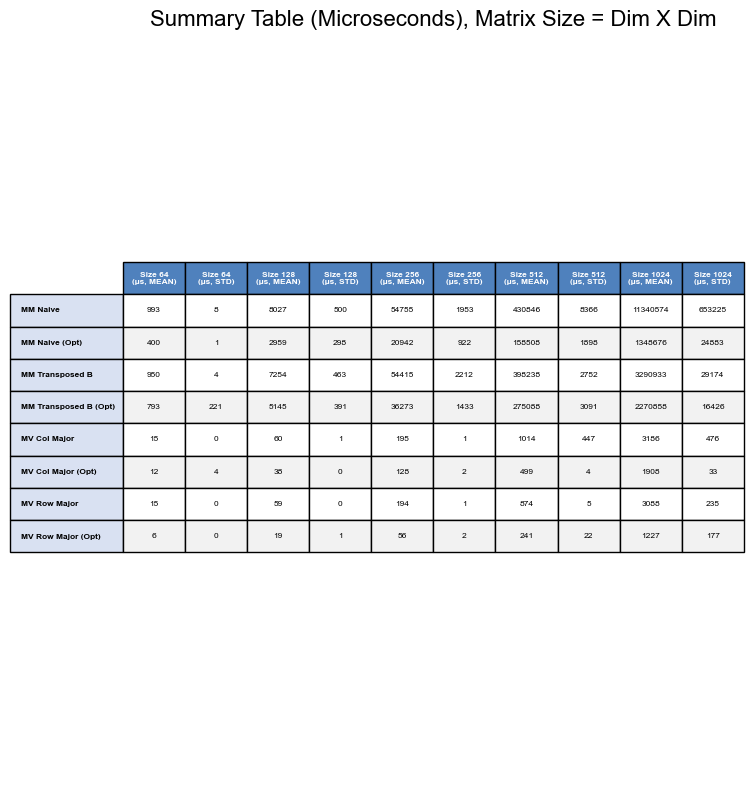 Summary Table (Microseconds), Matrix Size = Dim X Dim
Size 64 (µs, MEAN) Size 64 (µs, STD) Size 128 (µs, MEAN) Size 128 (µs, STD) Size 256 (µs, MEAN) Size 256 (µs, STD) Size 512 (µs, MEAN) Size 512 (µs, STD) Size 1024 (µs, MEAN) Size 1024 (µs, STD)
MM Naive 993 8 8027 500 54755 1953 430846 8366 11340574 653225
MM Naive (Opt) 400 1 2959 298 20942 922 158508 1898 1348676 24883
MM Transposed B 950 4 7254 463 54415 2212 398238 2752 3290933 29174
MM Transposed B (Opt) 793 221 5145 391 36273 1433 275088 3091 2270858 16426
MV Col Major 15 0 60 1 195 1 1014 447 3186 476
MV Col Major (Opt) 12 4 38 0 128 2 499 4 1908 33
MV Row Major 15 0 59 0 194 1 874 5 3088 235
MV Row Major (Opt) 6 0 19 1 56 2 241 22 1227 177